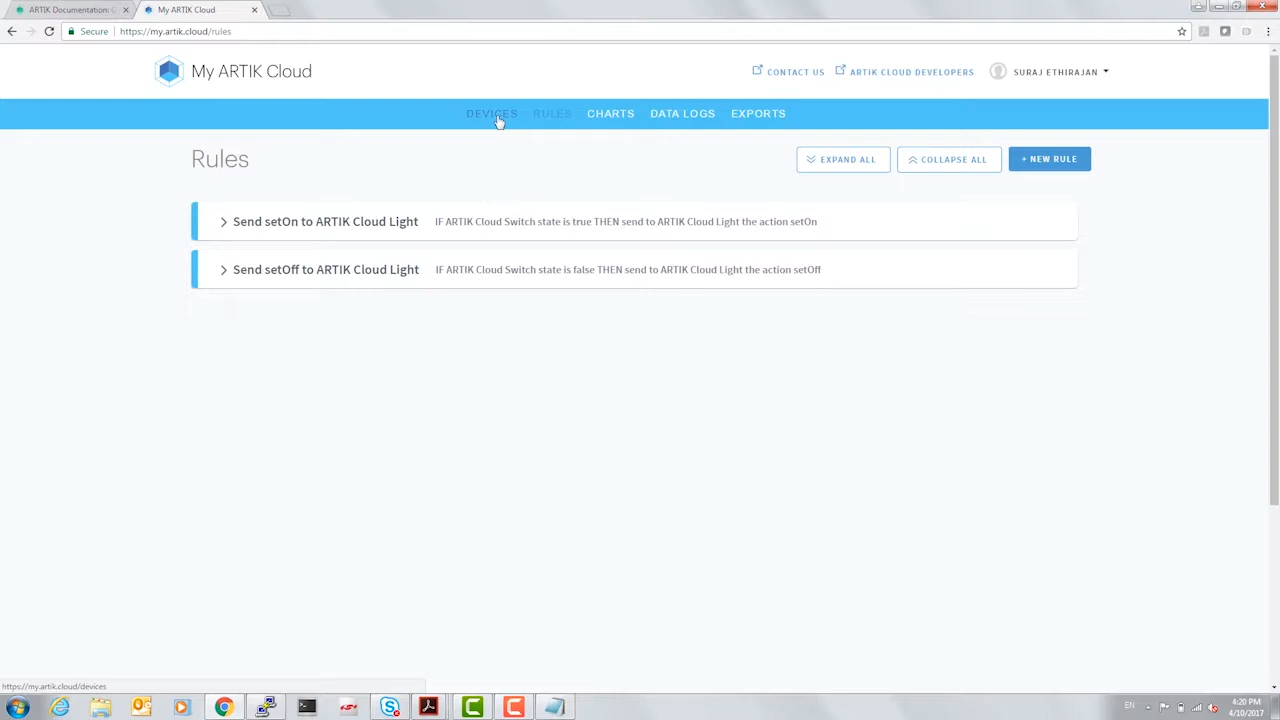 ARTIK Documentation: G
My ARTIK Cloud
Secure
https://my.artik.cloud/rules
My ARTIK Cloud
CONTACT US
ARTIK CLOUD DEVELOPERS
SURAJ ETHIRAJAN
DEVICES
RULES
CHARTS
DATA LOGS
EXPORTS
Rules
EXPAND ALL
COLLAPSE ALL
+ NEW RULE
Send setOn to ARTIK Cloud Light
IF ARTIK Cloud Switch state is true THEN send to ARTIK Cloud Light the action setOn
Send setOff to ARTIK Cloud Light
IF ARTIK Cloud Switch state is false THEN send to ARTIK Cloud Light the action setOff
https://my.artik.cloud/devices
EN
4:20 PM
4/10/2017